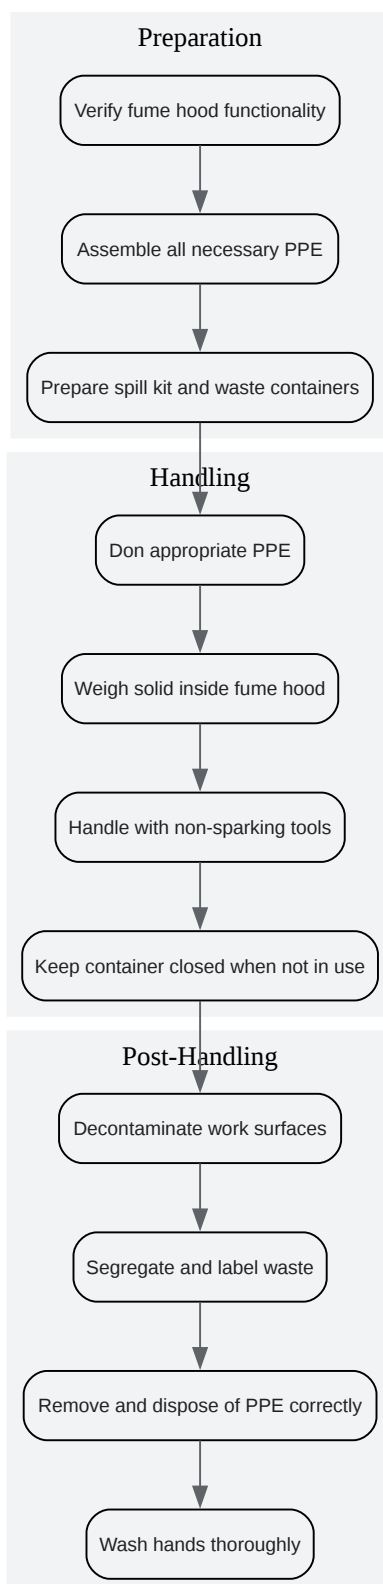 Preparation
Verify fume hood functionality
Assemble all necessary PPE
Prepare spill kit and waste containers
Handling
Don appropriate PPE
Weigh solid inside fume hood
Handle with non-sparking tools
Keep container closed when not in use
Post-Handling
Decontaminate work surfaces
Segregate and label waste
Remove and dispose of PPE correctly
Wash hands thoroughly